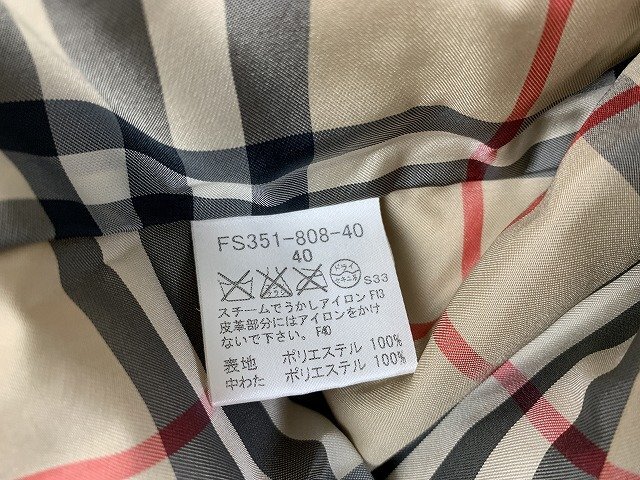 FS351-808-40
40
S33
スチームでうかしアイロン F13
皮革部分にはアイロンをかけ
ないで下さい。 F40
表地 ポリエステル 100%
中わた ポリエステル 100%